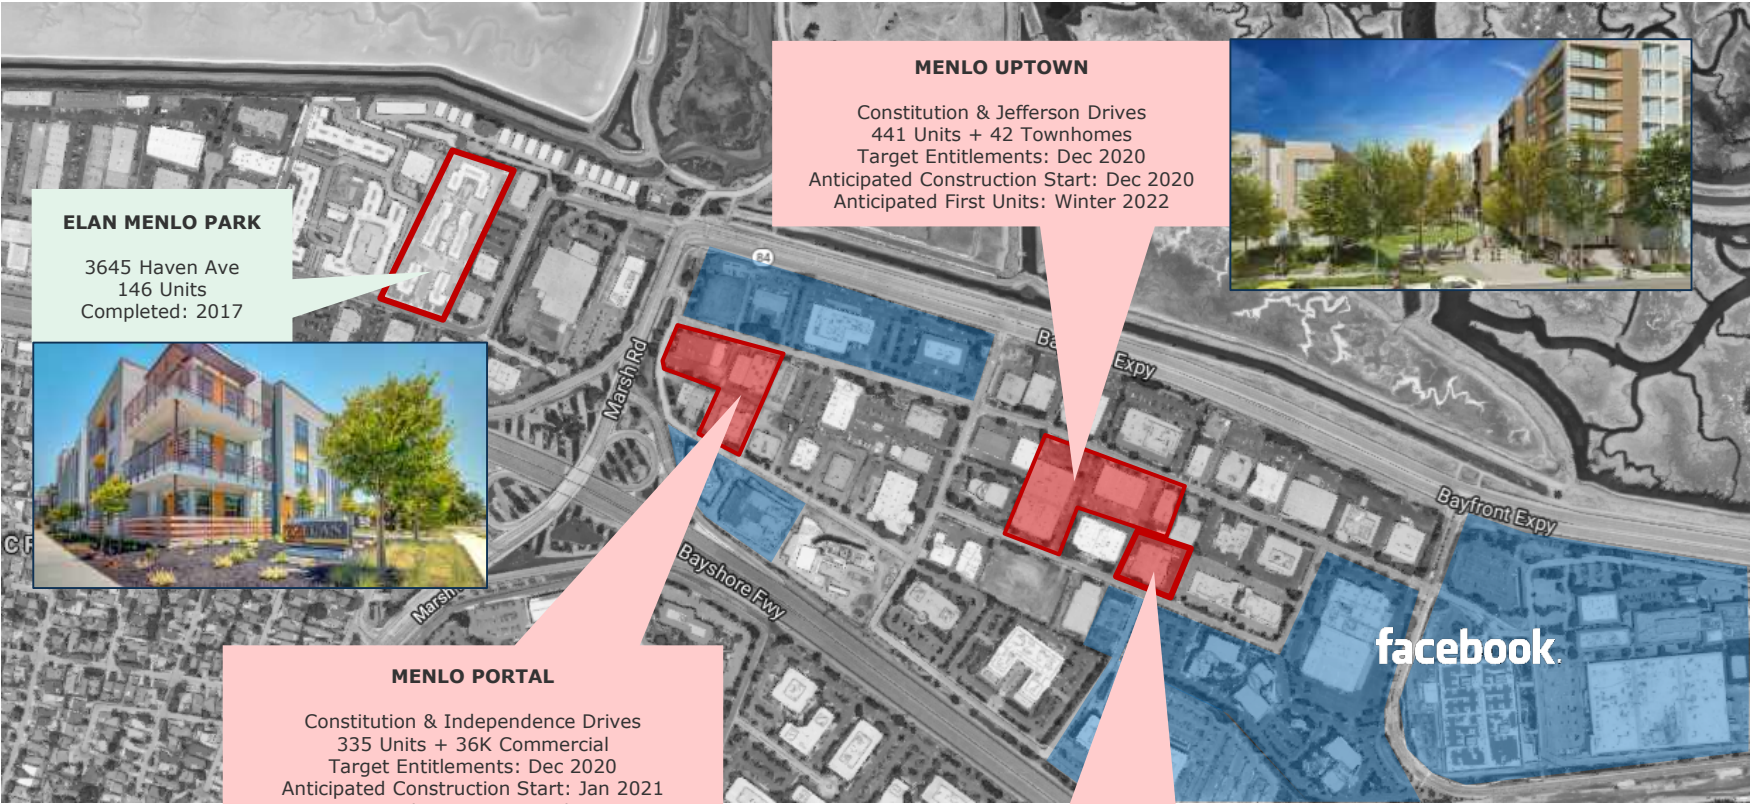 MENLO UPTOWN
Constitution & Jefferson Drives
441 Units + 42 Townhomes
Target Entitlements: Dec 2020
Anticipated Construction Start: Dec 2020
Anticipated First Units: Winter 2022
ELAN MENLO PARK
3645 Haven Ave
146 Units
Completed: 2017
84
Marsh Rd
Expy
Bayfront Expy
Bayshore Fwy
facebook.
MENLO PORTAL
Constitution & Independence Drives
335 Units + 36K Commercial
Target Entitlements: Dec 2020
Anticipated Construction Start: Jan 2021